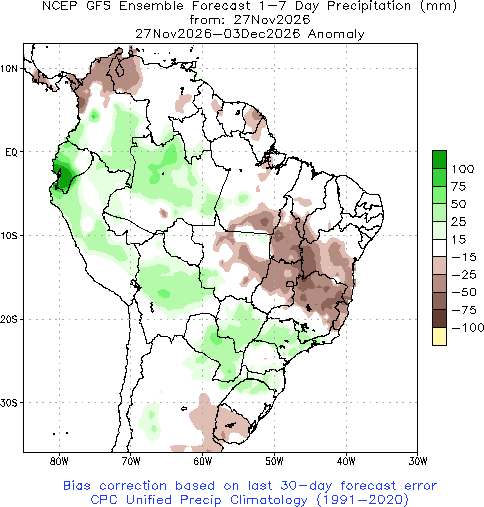 NCEP GFS Ensemble Forecast 1-7 Day Precipitation (mm)
from: 27Nov2026
27Nov2026-03Dec2026 Anomaly
10N
EQ
10S
20S
30S
80W 70W 60W 50W 40W 30W
100
75
50
25
15
-15
-25
-50
-75
-100
Bias correction based on last 30-day forecast error
CPC Unified Precip Climatology (1991-2020)